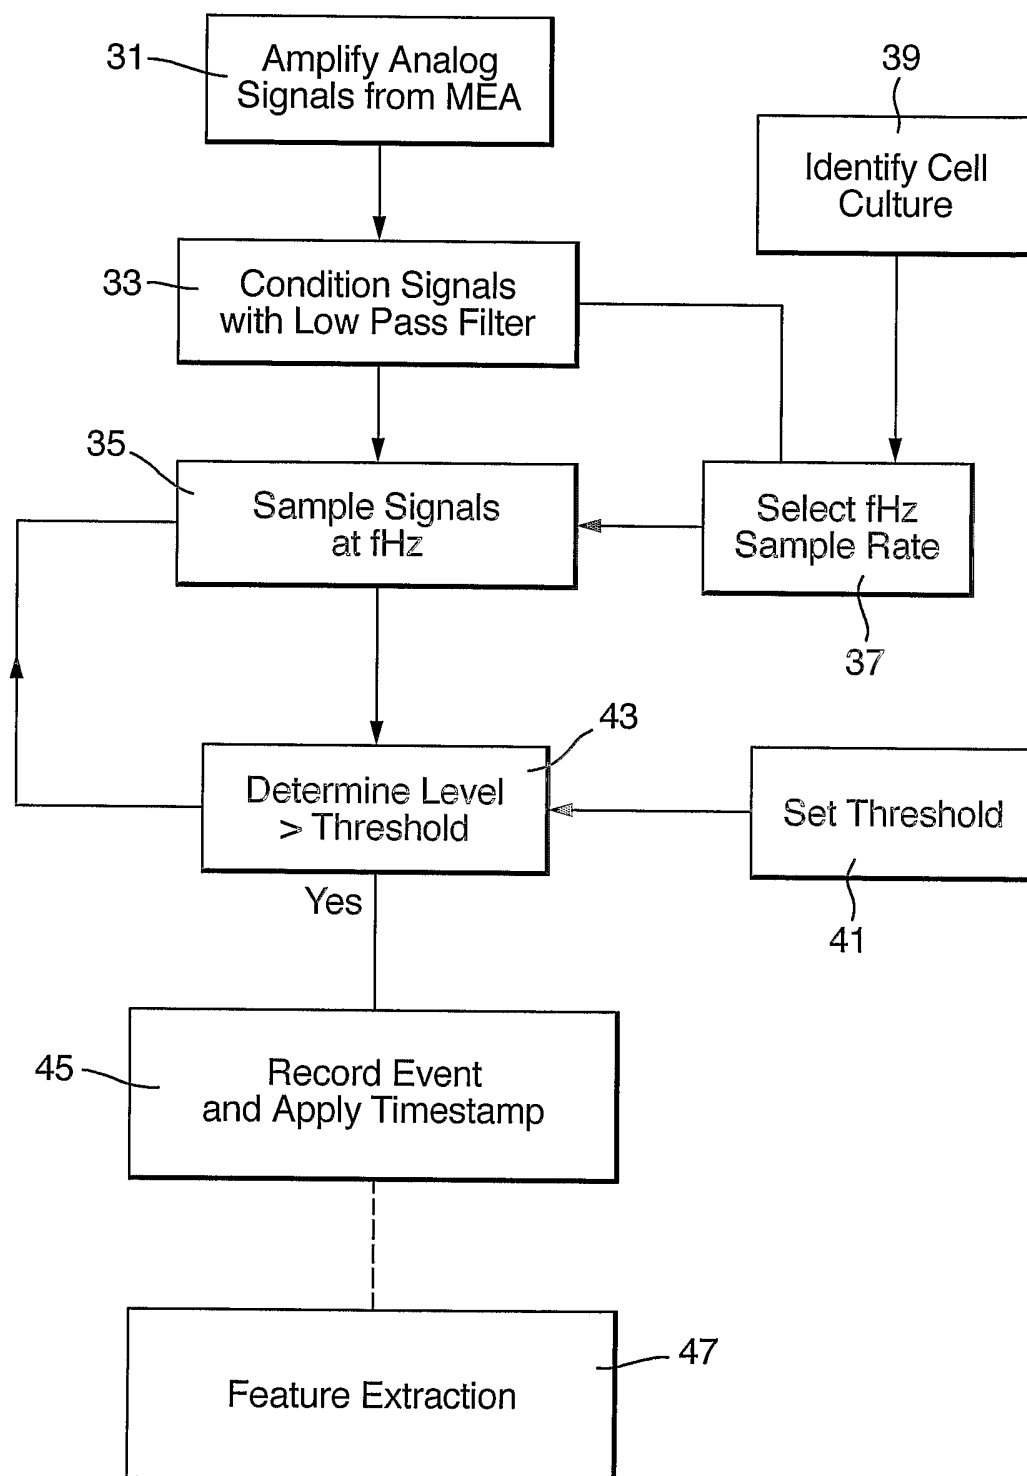 31
Amplify Analog
Signals from MEA
39
Identify Cell
Culture
33
Condition Signals
with Low Pass Filter
35
Sample Signals
at fHz
Select fHz
Sample Rate
37
43
Determine Level
> Threshold
Set Threshold
41
Yes
45
Record Event
and Apply Timestamp
47
Feature Extraction